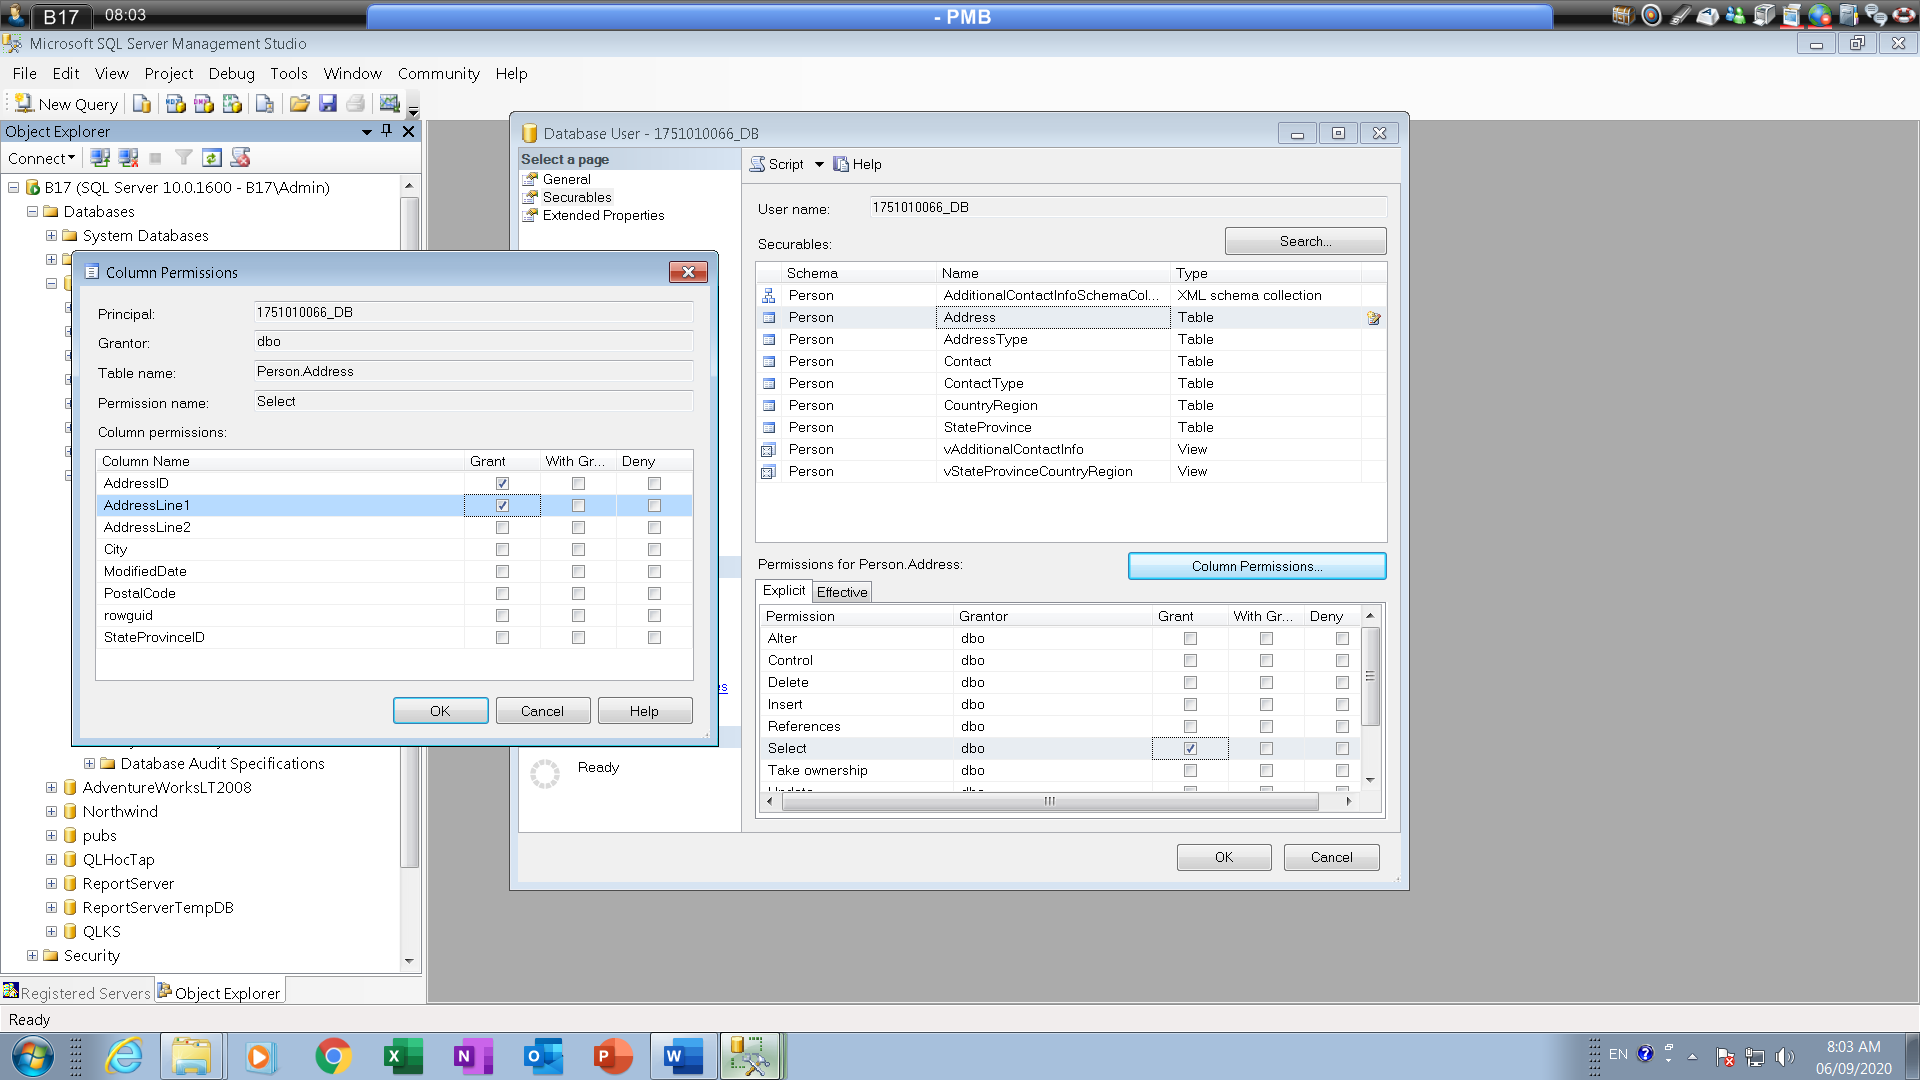 B17 08:03 - PMB
Microsoft SQL Server Management Studio
File Edit View Project Debug Tools Window Community Help
New Query
Object Explorer
Connect
B17 (SQL Server 10.0.1600 - B17\Admin)
Databases
System Databases
Database Audit Specifications
AdventureWorksLT2008
Northwind
pubs
QLHocTap
ReportServer
ReportServerTempDB
QLKS
Security
Registered Servers Object Explorer
Ready
Column Permissions
Principal: 1751010066_DB
Grantor: dbo
Table name: Person.Address
Permission name: Select
Column permissions:
Column Name Grant With Gr... Deny
AddressID
AddressLine1
AddressLine2
City
ModifiedDate
PostalCode
rowguid
StateProvinceID
OK Cancel Help
Database User - 1751010066_DB
Select a page
General
Securables
Extended Properties
Ready
Script Help
User name: 1751010066_DB
Securables: Search...
Schema Name Type
Person AdditionalContactInfoSchemaCol... XML schema collection
Person Address Table
Person AddressType Table
Person Contact Table
Person ContactType Table
Person CountryRegion Table
Person StateProvince Table
Person vAdditionalContactInfo View
Person vStateProvinceCountryRegion View
Permissions for Person.Address: Column Permissions...
Explicit Effective
Permission Grantor Grant With Gr... Deny
Alter dbo
Control dbo
Delete dbo
Insert dbo
References dbo
Select dbo
Take ownership dbo
OK Cancel
EN 8:03 AM
06/09/2020